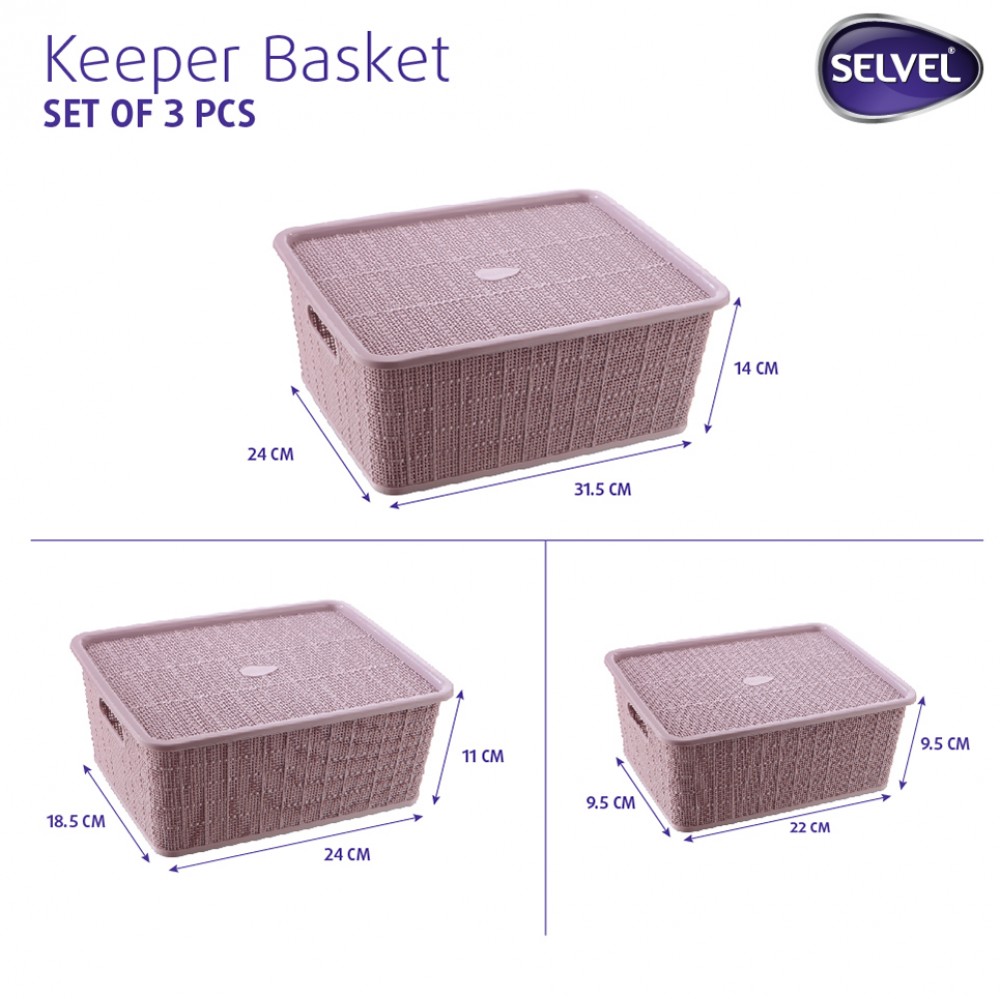 Keeper Basket
SET OF 3 PCS
SELVEL®
14 CM
24 CM
31.5 CM
11 CM
18.5 CM
24 CM
9.5 CM
9.5 CM
22 CM